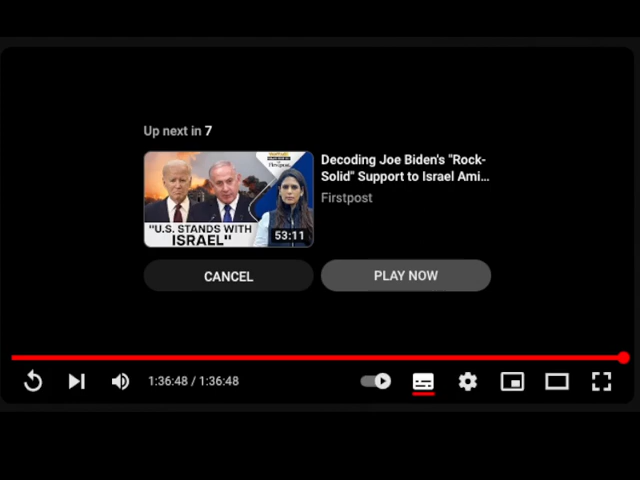 Up next in 7
Decoding Joe Biden's "Rock-
Solid" Support to Israel Ami...
Firstpost
"U.S. STANDS WITH
ISRAEL"
53:11
CANCEL
PLAY NOW
1:36:48 / 1:36:48